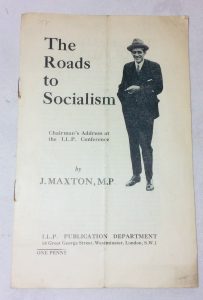 The
Roads
to
Socialism
Chairman's Address at
the I.L.P. Conference
by
J. MAXTON, M.P.
I.L.P. PUBLICATION DEPARTMENT
14 Great George Street, Westminster, London, S.W.1
ONE PENNY